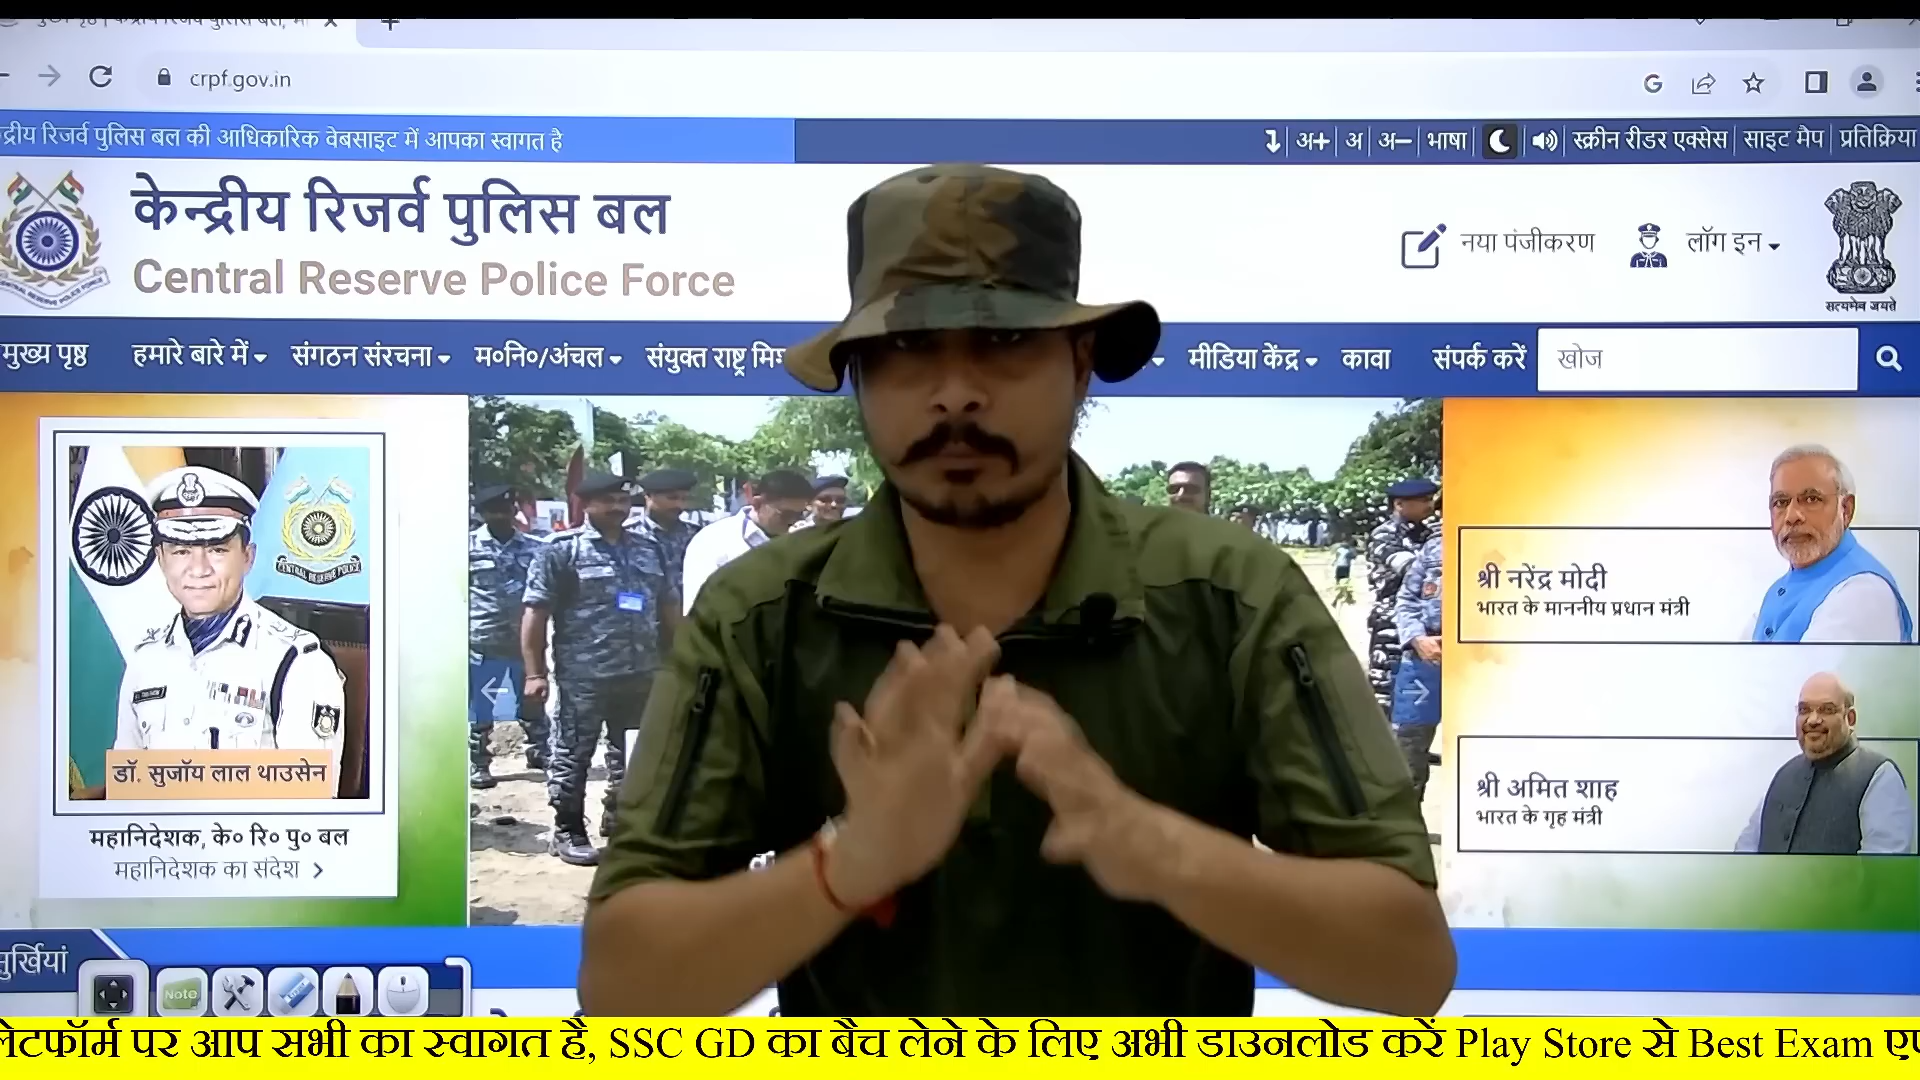 crpf.gov.in
केन्द्रीय रिजर्व पुलिस बल की आधिकारिक वेबसाइट में आपका स्वागत है
अ+ | अ | अ- | भाषा | स्क्रीन रीडर एक्सेस | साइट मैप | प्रतिक्रिया
केन्द्रीय रिजर्व पुलिस बल
Central Reserve Police Force
नया पंजीकरण
लॉग इन
सत्यमेव जयते
मुख्य पृष्ठ हमारे बारे में संगठन संरचना म०नि०/अंचल संयुक्त राष्ट्र मीडिया केंद्र कावा संपर्क करें खोज
CENTRAL RESERVE POLICE
डॉ. सुजॉय लाल थाउसेन
महानिदेशक, के० रि० पु० बल
महानिदेशक का संदेश >
श्री नरेंद्र मोदी
भारत के माननीय प्रधान मंत्री
श्री अमित शाह
भारत के गृह मंत्री
सुर्खियां
Note
लेटफॉर्म पर आप सभी का स्वागत है, SSC GD का बैच लेने के लिए अभी डाउनलोड करें Play Store से Best Exam